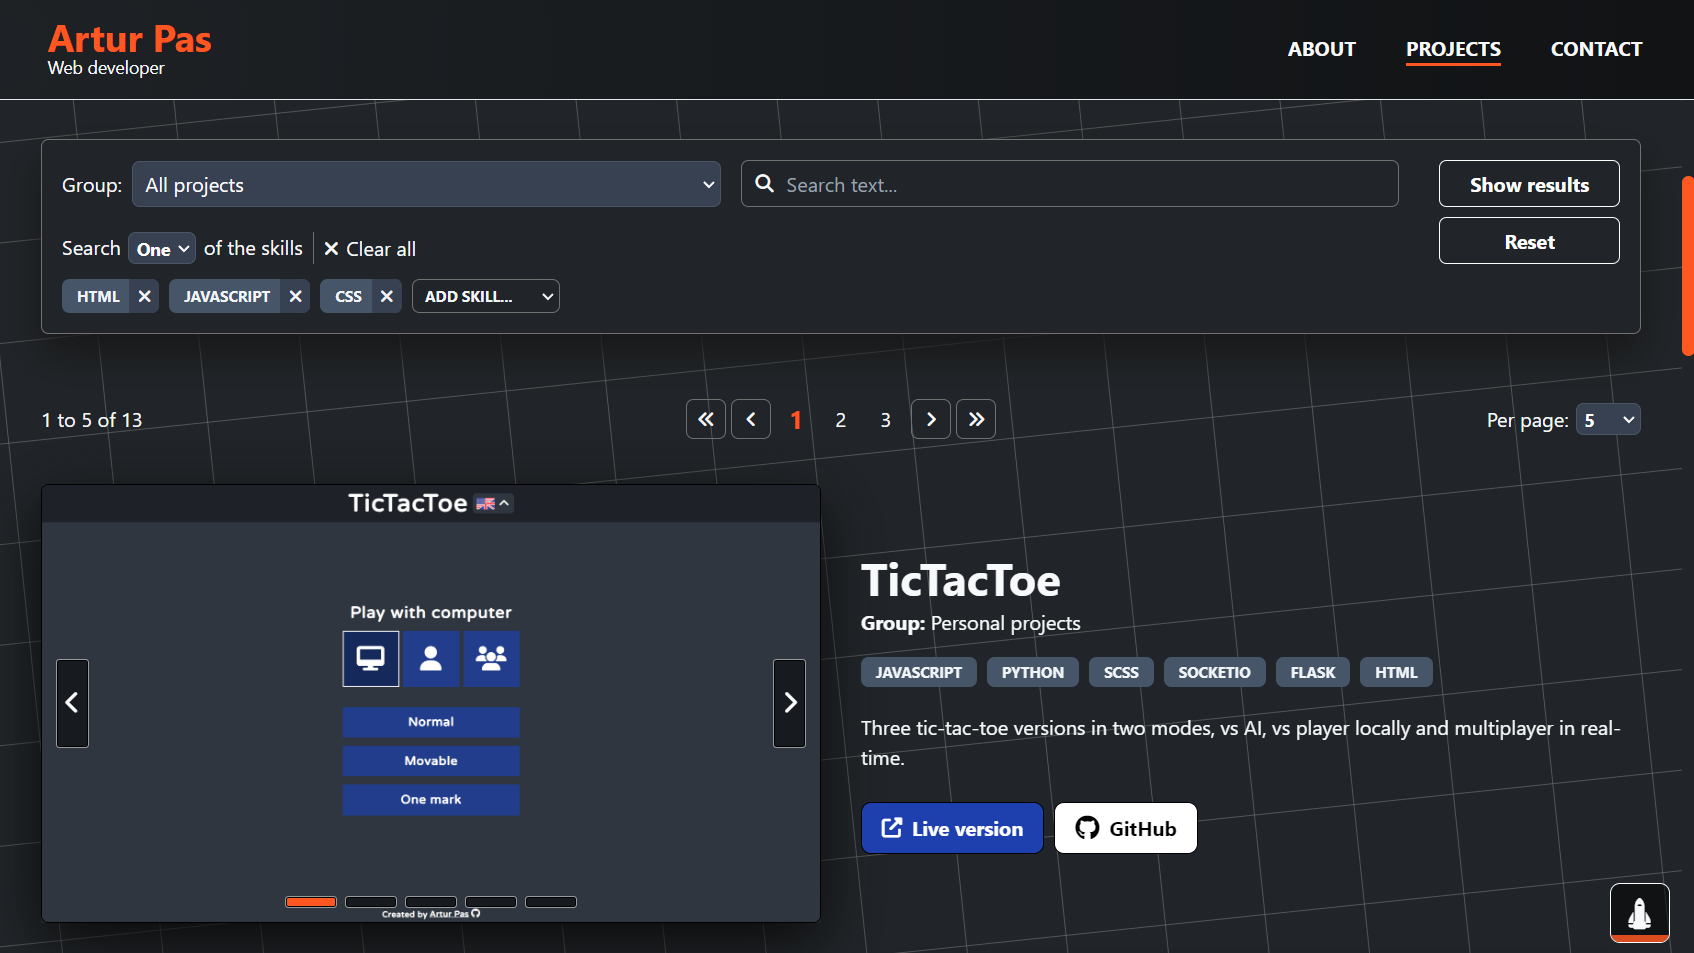 Artur Pas
Web developer
ABOUT PROJECTS CONTACT
Group: All projects Search text... Show results
Reset
Search One of the skills Clear all
HTML JAVASCRIPT CSS ADD SKILL...
1 to 5 of 13 1 2 3 Per page: 5
TicTacToe
Play with computer
Normal
Movable
One mark
Created by Artur Pas
TicTacToe
Group: Personal projects
JAVASCRIPT PYTHON SCSS SOCKETIO FLASK HTML
Three tic-tac-toe versions in two modes, vs AI, vs player locally and multiplayer in real-
time.
Live version GitHub